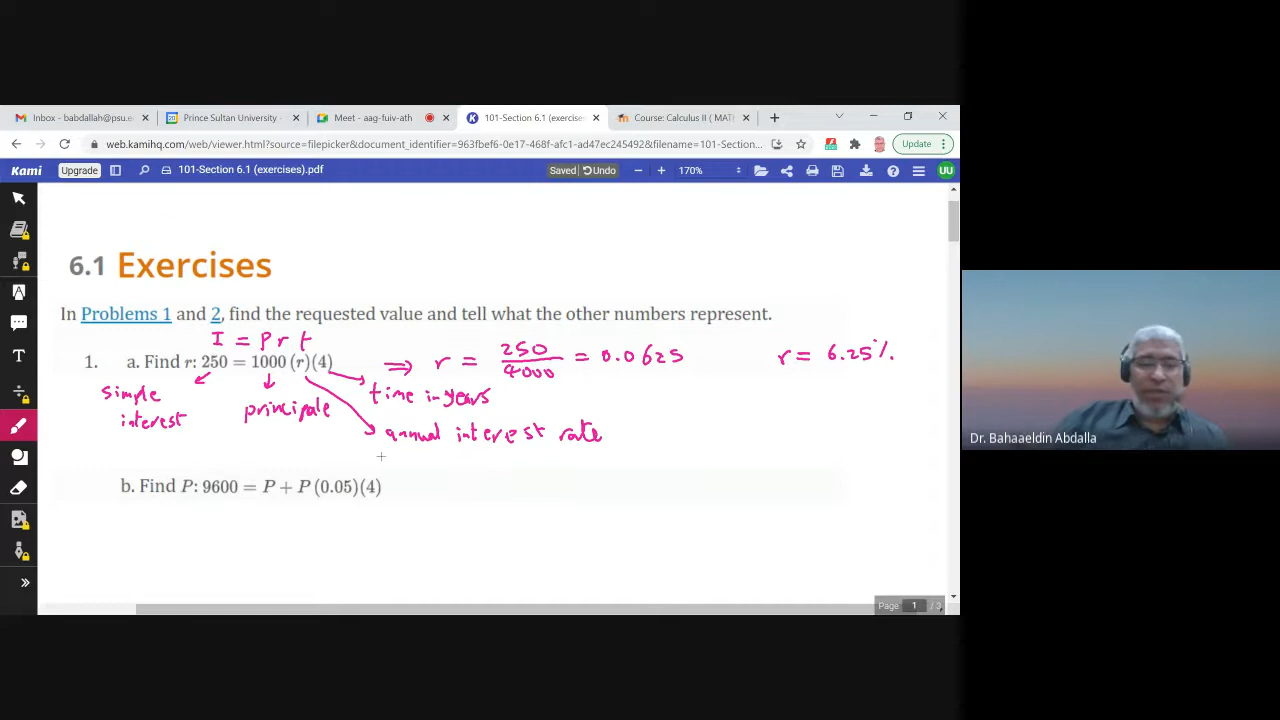 Inbox - babdallah@psu.e
Prince Sultan University -
Meet - aag-fuiv-ath
101-Section 6.1 (exercises
Course: Calculus II ( MAT
web.kamihq.com/web/viewer.html?source=filepicker&document_identifier=963fbef6-0e17-468f-afc1-ad47ec245492&filename=101-Section...
Update
Kami
Upgrade
101-Section 6.1 (exercises).pdf
Saved
Undo
170%
UU
6.1 Exercises
In Problems 1 and 2, find the requested value and tell what the other numbers represent.
I = P r t
1. a. Find r: 250 = 1000 (r)(4)
⇒ r = 250/4000 = 0.0625 r = 6.25%.
simple interest
principale
time in years
annual interest rate
b. Find P: 9600 = P + P (0.05)(4)
Page 1 / 3
Dr. Bahaaeldin Abdalla